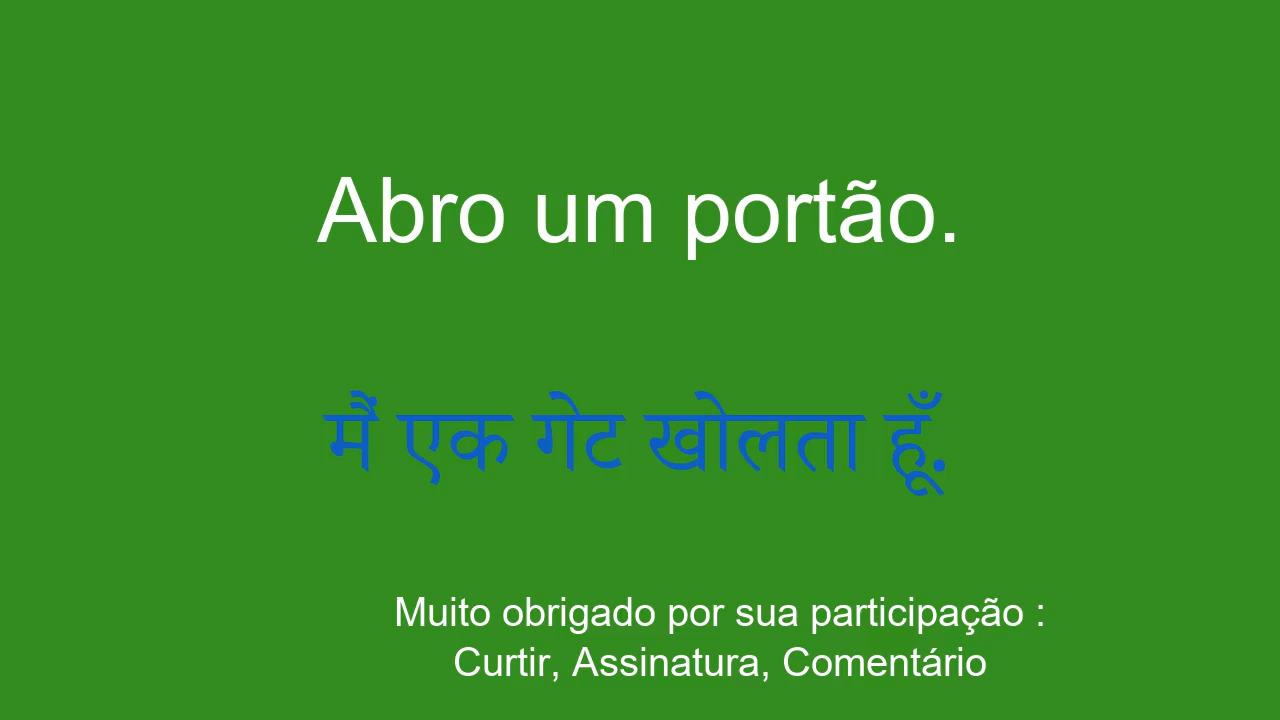 Abro um portão.
मैं एक गेट खोलता हूँ.
Muito obrigado por sua participação :
Curtir, Assinatura, Comentário